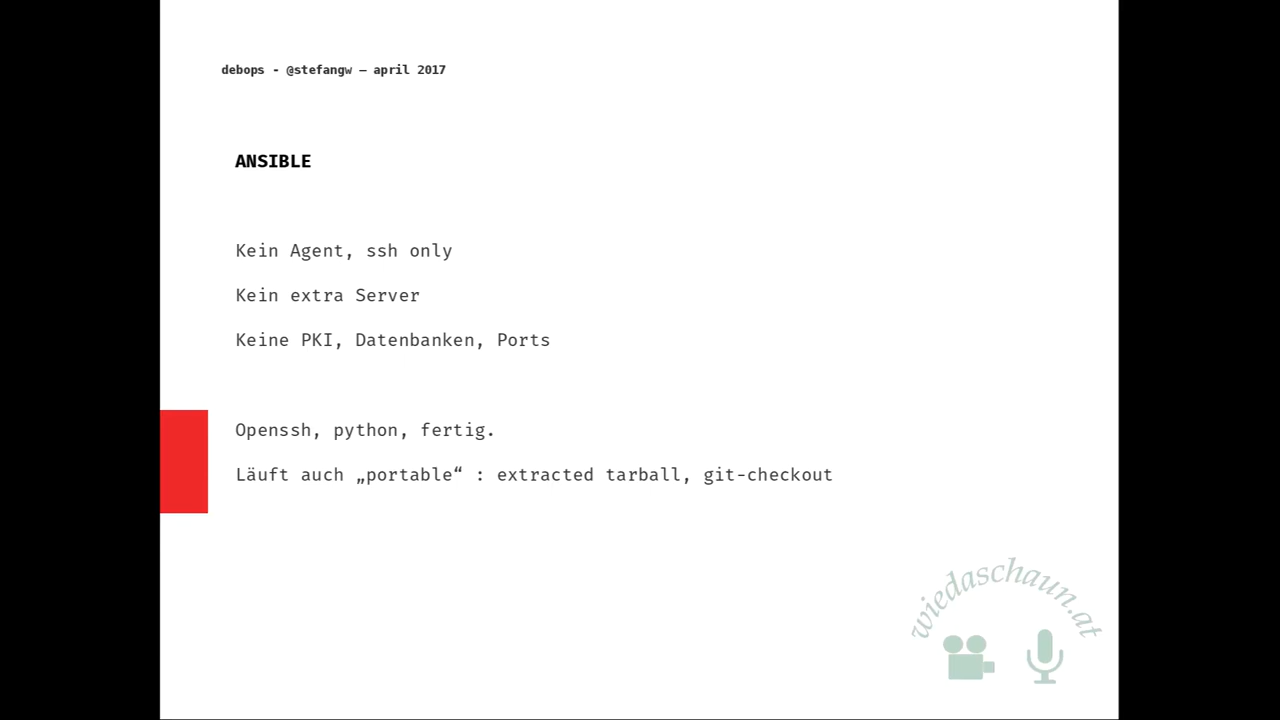 debops - @stefangw – april 2017
ANSIBLE
Kein Agent, ssh only
Kein extra Server
Keine PKI, Datenbanken, Ports
Openssh, python, fertig.
Läuft auch „portable“ : extracted tarball, git-checkout
wiedaschaun.at